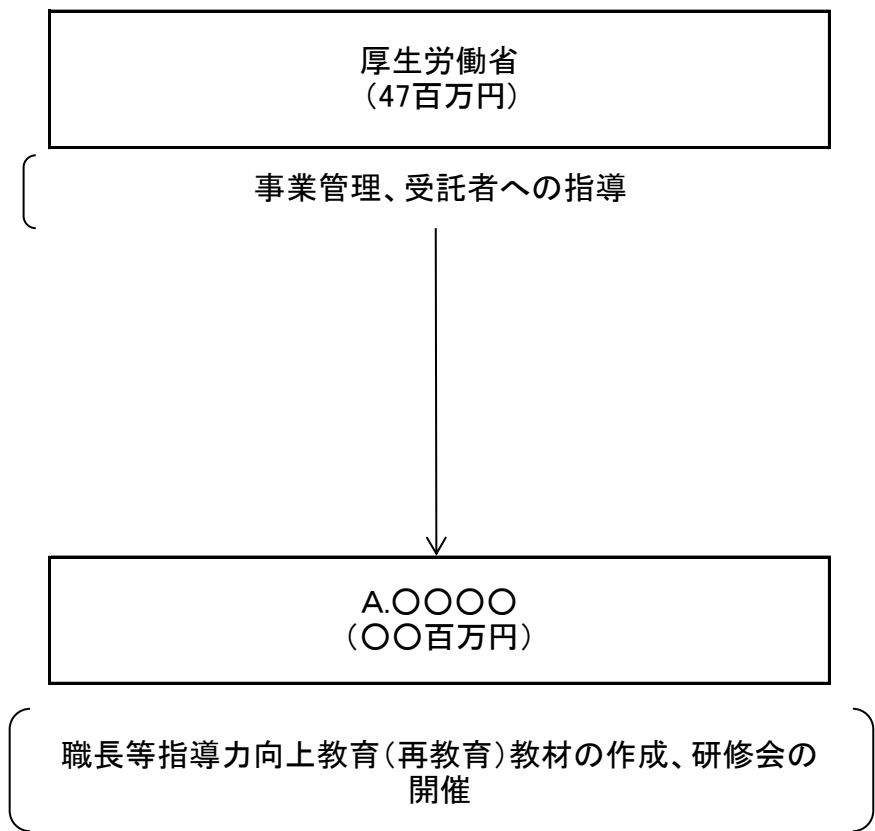 厚生労働省
（47百万円）
事業管理、受託者への指導
A.〇〇〇〇
（〇〇百万円）
職長等指導力向上教育（再教育）教材の作成、研修会の
開催